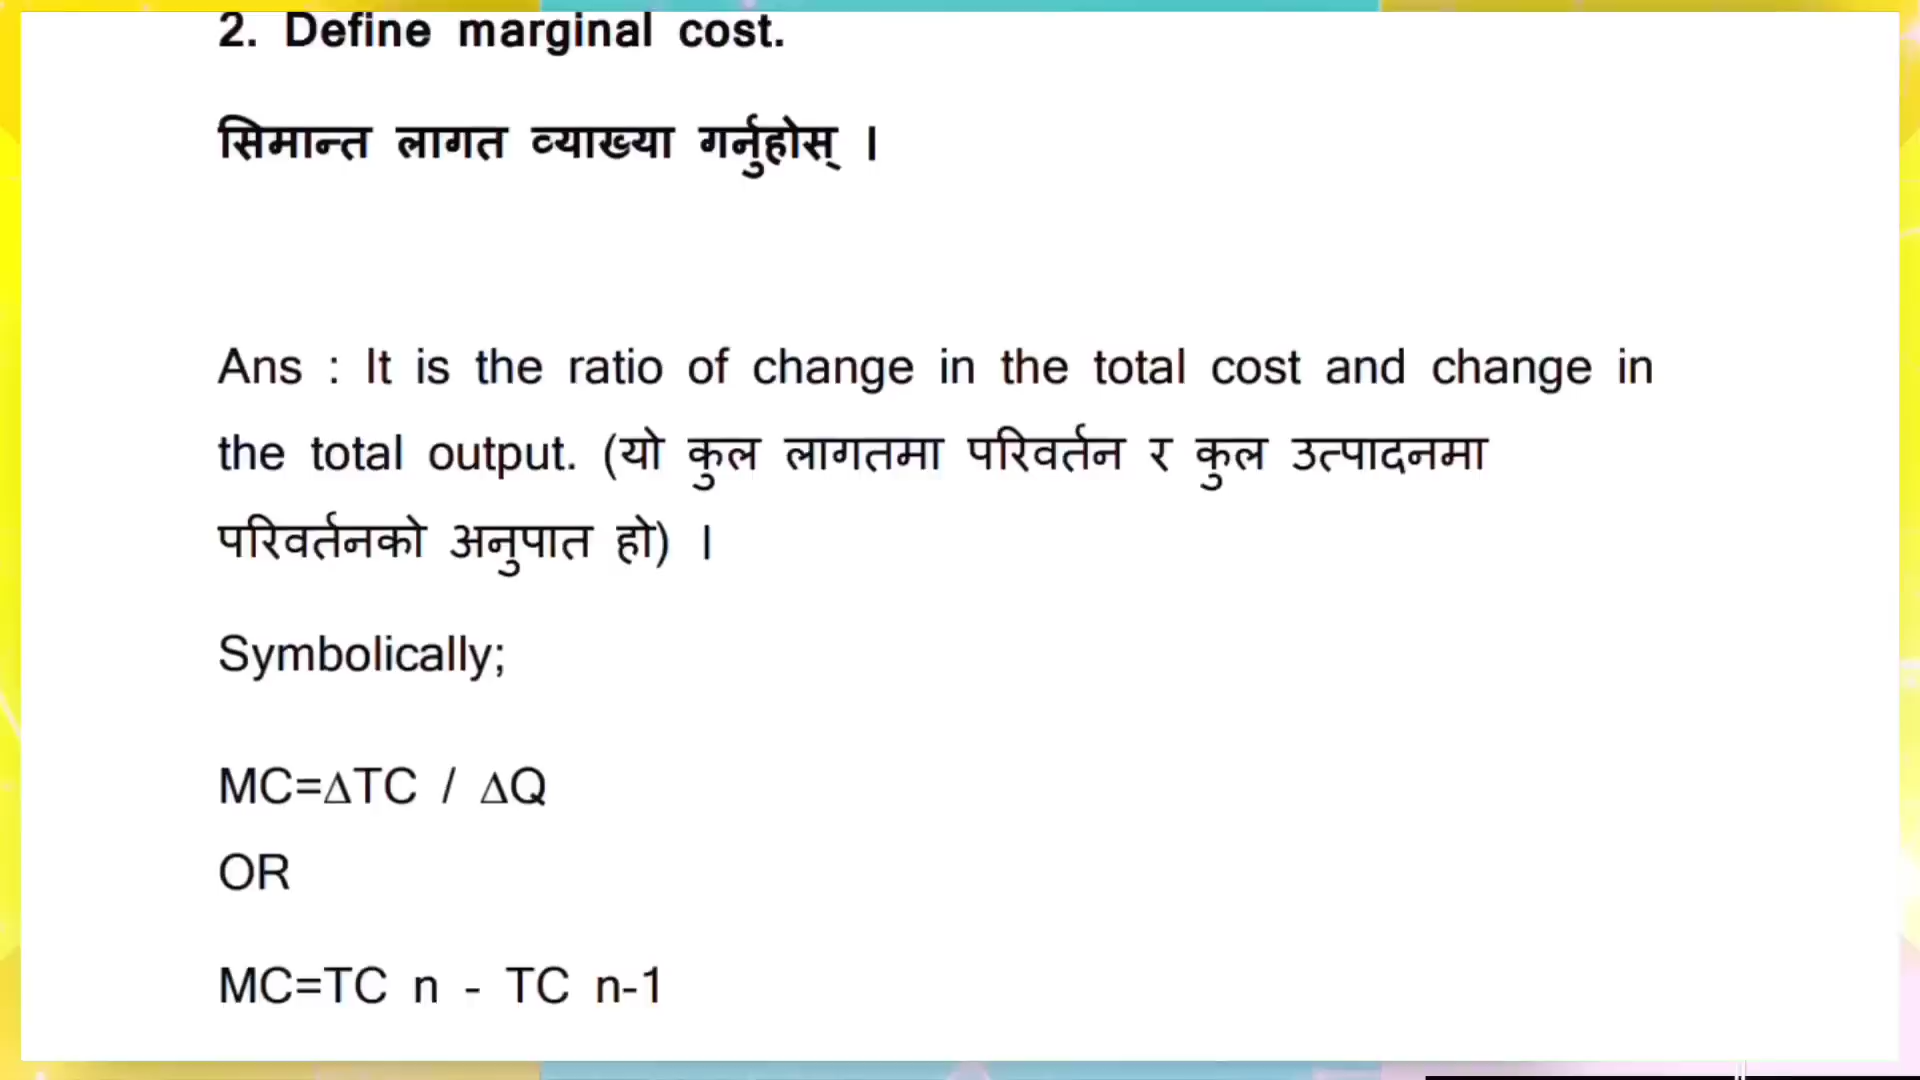 2. Define marginal cost.
सिमान्त लागत व्याख्या गर्नुहोस् ।
Ans : It is the ratio of change in the total cost and change in
the total output. (यो कुल लागतमा परिवर्तन र कुल उत्पादनमा
परिवर्तनको अनुपात हो) ।
Symbolically;
MC=∆TC / ∆Q
OR
MC=TC n - TC n-1